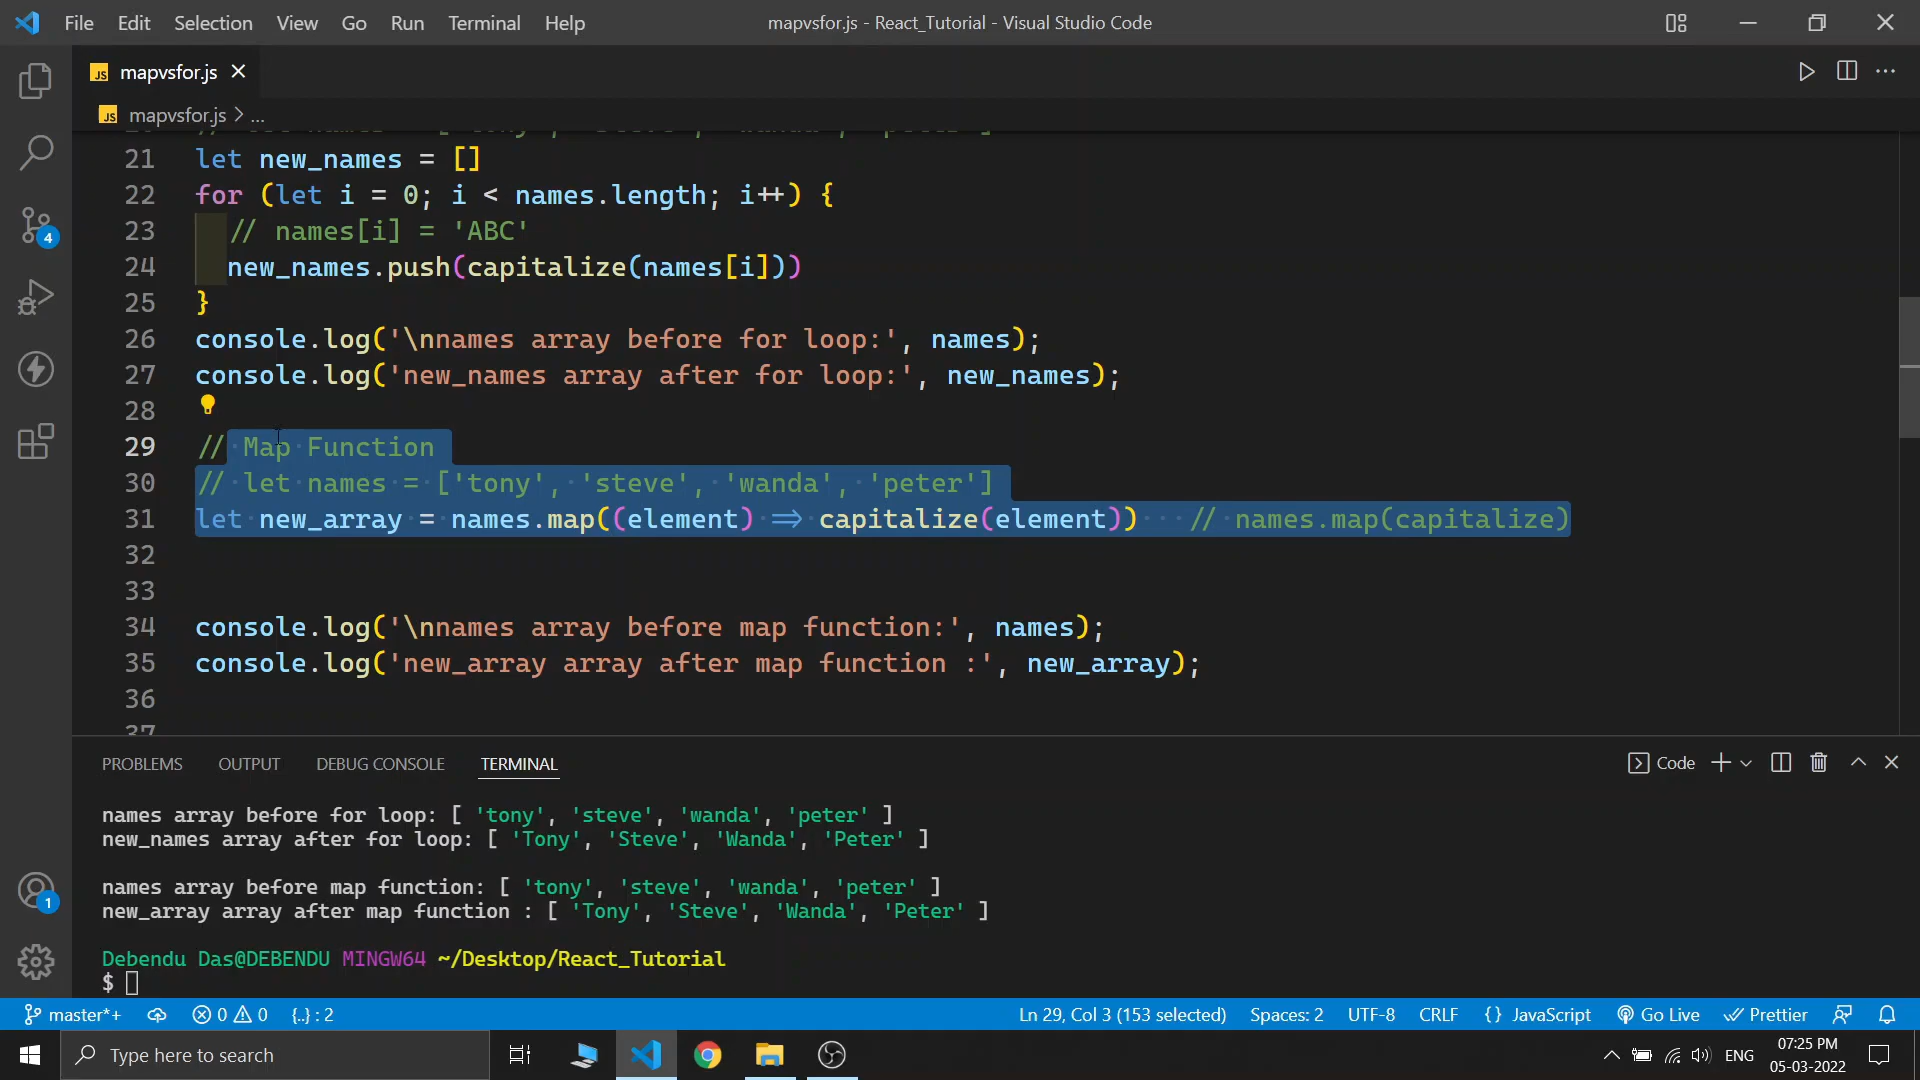 File Edit Selection View Go Run Terminal Help mapvsfor.js - React_Tutorial - Visual Studio Code
JS mapvsfor.js
JS mapvsfor.js > ...
21 let new_names = []
22 for (let i = 0; i < names.length; i++) {
23 // names[i] = 'ABC'
24 new_names.push(capitalize(names[i]))
25 }
26 console.log('\nnames array before for loop:', names);
27 console.log('new_names array after for loop:', new_names);
28
29 // Map Function
30 // let names = ['tony', 'steve', 'wanda', 'peter']
31 let new_array = names.map((element) => capitalize(element)) // names.map(capitalize)
32
33
34 console.log('\nnames array before map function:', names);
35 console.log('new_array array after map function :', new_array);
36
37
4
1
PROBLEMS OUTPUT DEBUG CONSOLE TERMINAL Code
names array before for loop: [ 'tony', 'steve', 'wanda', 'peter' ]
new_names array after for loop: [ 'Tony', 'Steve', 'Wanda', 'Peter' ]
names array before map function: [ 'tony', 'steve', 'wanda', 'peter' ]
new_array array after map function : [ 'Tony', 'Steve', 'Wanda', 'Peter' ]
Debendu Das@DEBENDU MINGW64 ~/Desktop/React_Tutorial
$
master*+ 0 0 {..} : 2 Ln 29, Col 3 (153 selected) Spaces: 2 UTF-8 CRLF {} JavaScript Go Live Prettier
Type here to search ENG 07:25 PM
05-03-2022